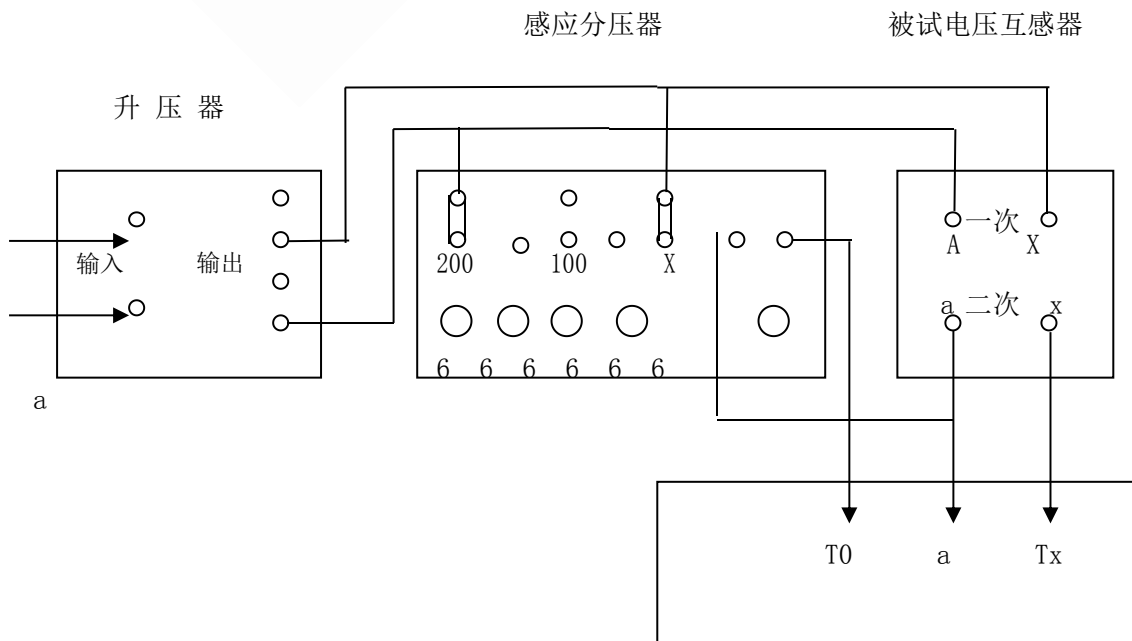 感应分压器 被试电压互感器
升 压 器
一次
A X
输入 输出 200 100 X
a 二次 x
6 6 6 6 6 6
a
T0 a Tx